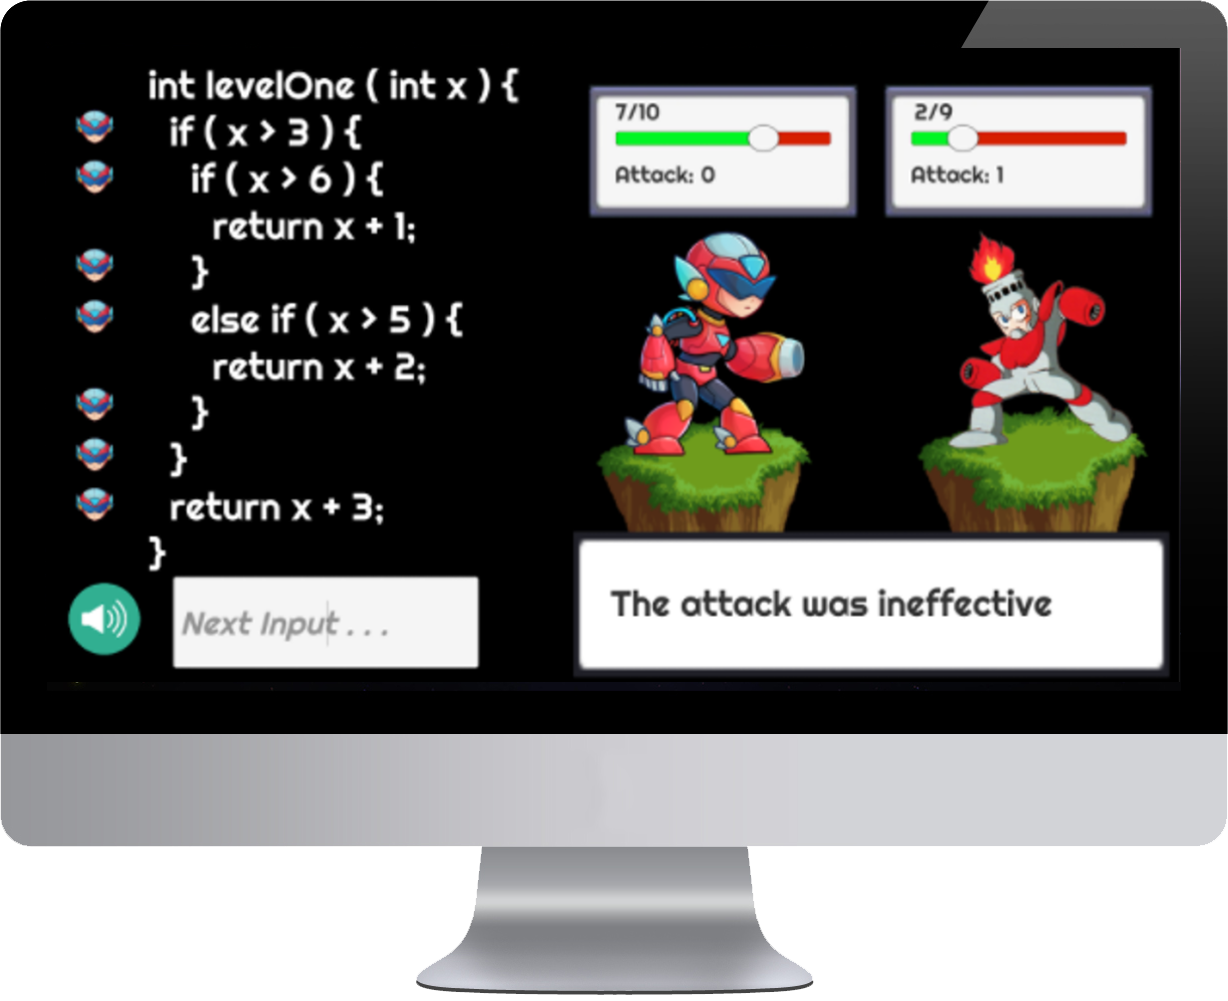 int levelOne ( int x ) {
if ( x > 3 ) {
if ( x > 6 ) {
return x + 1;
}
else if ( x > 5 ) {
return x + 2;
}
}
return x + 3;
}
Next Input . . .
7/10
Attack: 0
2/9
Attack: 1
The attack was ineffective